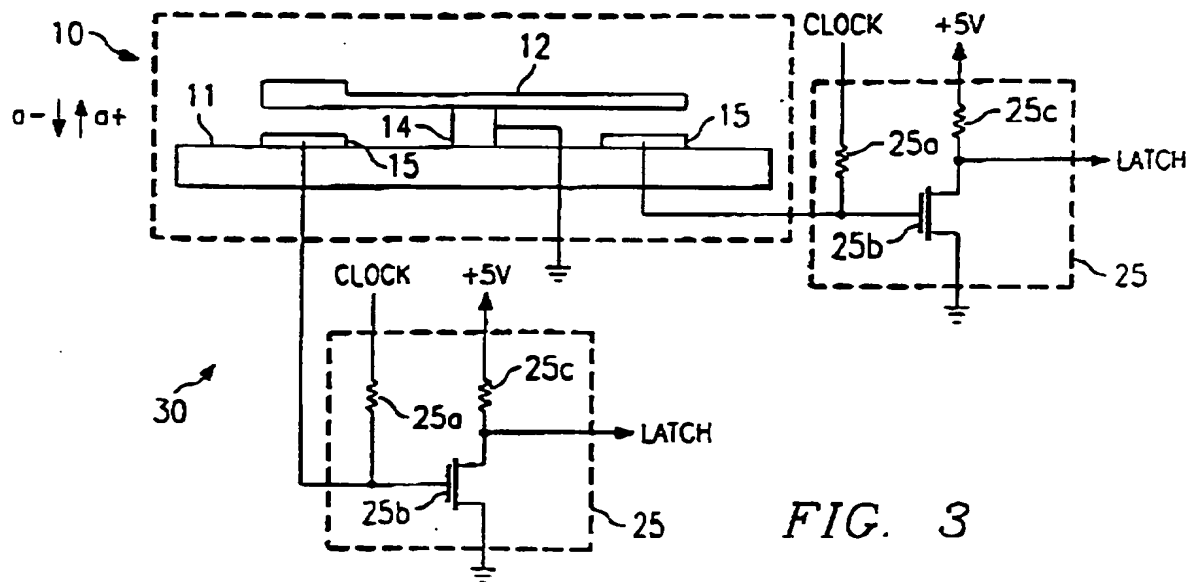 10
12
CLOCK
+5V
a- a+
11
14
15
15
25a
25c
LATCH
25b
25
CLOCK
+5V
30
25a
25c
LATCH
25b
25
FIG. 3